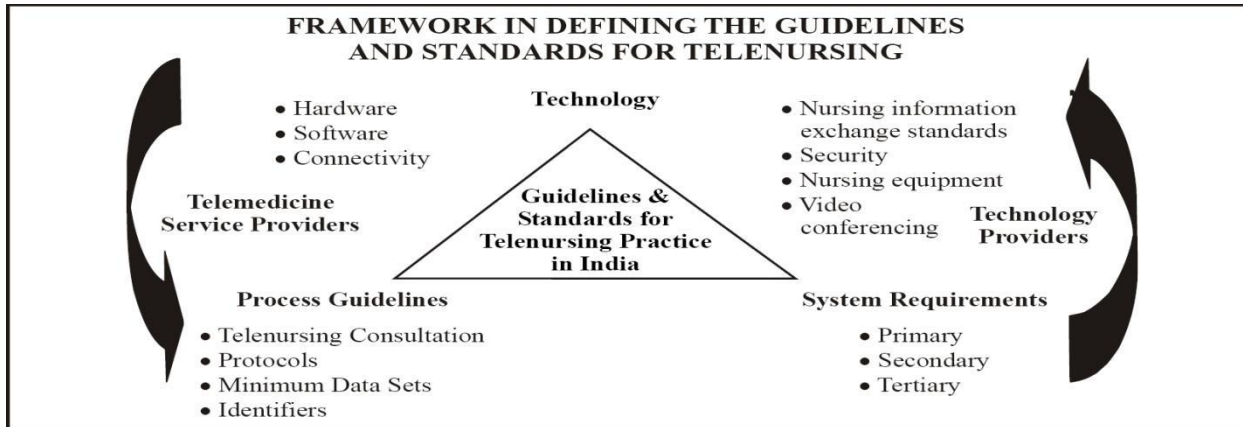 FRAMEWORK IN DEFINING THE GUIDELINES
AND STANDARDS FOR TELENURSING
Technology
• Hardware
• Software
• Connectivity
• Nursing information
exchange standards
• Security
• Nursing equipment
• Video
conferencing
Telemedicine
Service Providers
Guidelines &
Standards for
Telenursing Practice
in India
Technology
Providers
Process Guidelines
• Telenursing Consultation
• Protocols
• Minimum Data Sets
• Identifiers
System Requirements
• Primary
• Secondary
• Tertiary